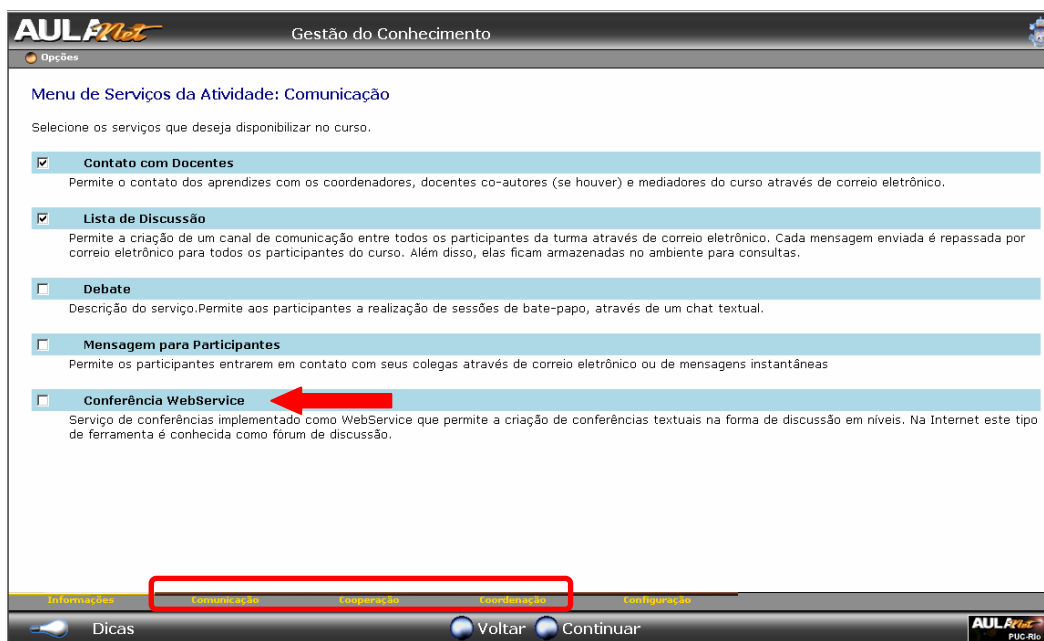 AULANet
Gestão do Conhecimento
Opções
Menu de Serviços da Atividade: Comunicação
Selecione os serviços que deseja disponibilizar no curso.
Contato com Docentes
Permite o contato dos aprendizes com os coordenadores, docentes co-autores (se houver) e mediadores do curso através de correio eletrônico.
Lista de Discussão
Permite a criação de um canal de comunicação entre todos os participantes da turma através de correio eletrônico. Cada mensagem enviada é repassada por
correio eletrônico para todos os participantes do curso. Além disso, elas ficam armazenadas no ambiente para consultas.
Debate
Descrição do serviço.Permite aos participantes a realização de sessões de bate-papo, através de um chat textual.
Mensagem para Participantes
Permite os participantes entrarem em contato com seus colegas através de correio eletrônico ou de mensagens instantâneas
Conferência WebService
Serviço de conferências implementado como WebService que permite a criação de conferências textuais na forma de discussão em níveis. Na Internet este tipo
de ferramenta é conhecida como fórum de discussão.
Informações Comunicação Cooperação Coordenação Configuração
Dicas Voltar Continuar AULANet
PUC-Rio